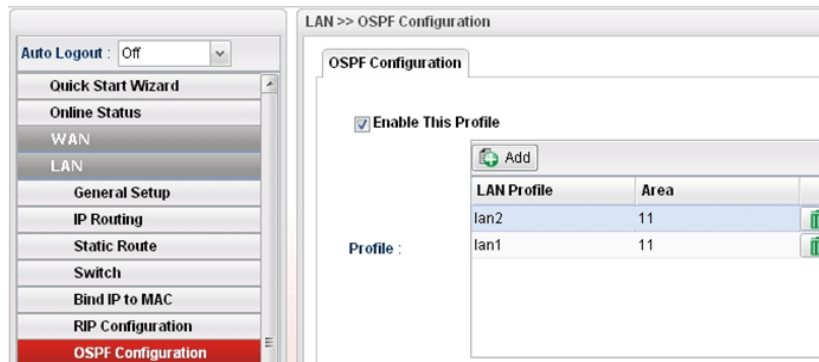 Auto Logout : Off
Quick Start Wizard
Online Status
WAN
LAN
General Setup
IP Routing
Static Route
Switch
Bind IP to MAC
RIP Configuration
OSPF Configuration
LAN >> OSPF Configuration
OSPF Configuration
Enable This Profile
Add
LAN Profile Area
lan2 11
lan1 11
Profile :